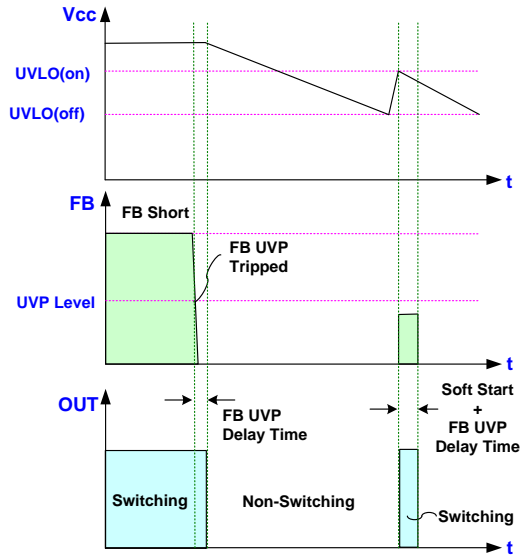 Vcc
UVLO(on)
UVLO(off)
t
FB
FB Short
FB UVP
Tripped
UVP Level
t
OUT
FB UVP
Delay Time
Soft Start
+
FB UVP
Delay Time
Switching
Non-Switching
Switching
t